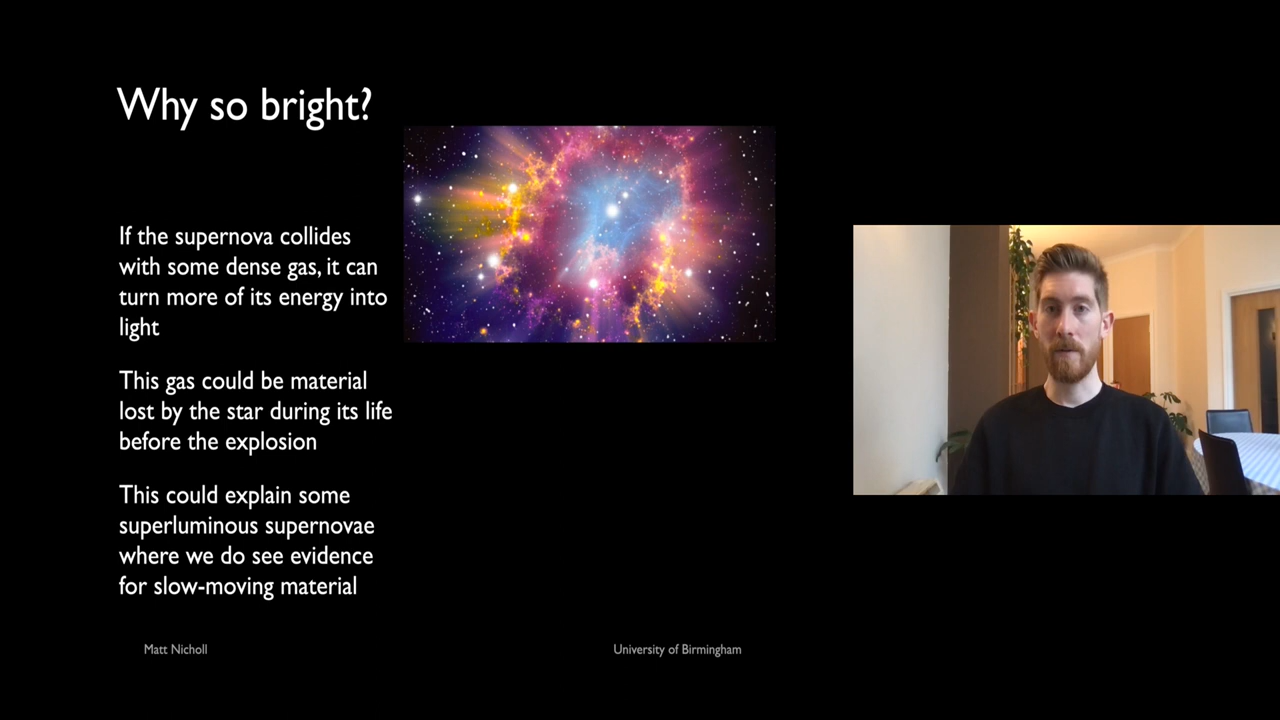 Why so bright?
If the supernova collides
with some dense gas, it can
turn more of its energy into
light
This gas could be material
lost by the star during its life
before the explosion
This could explain some
superluminous supernovae
where we do see evidence
for slow-moving material
Matt Nicholl
University of Birmingham